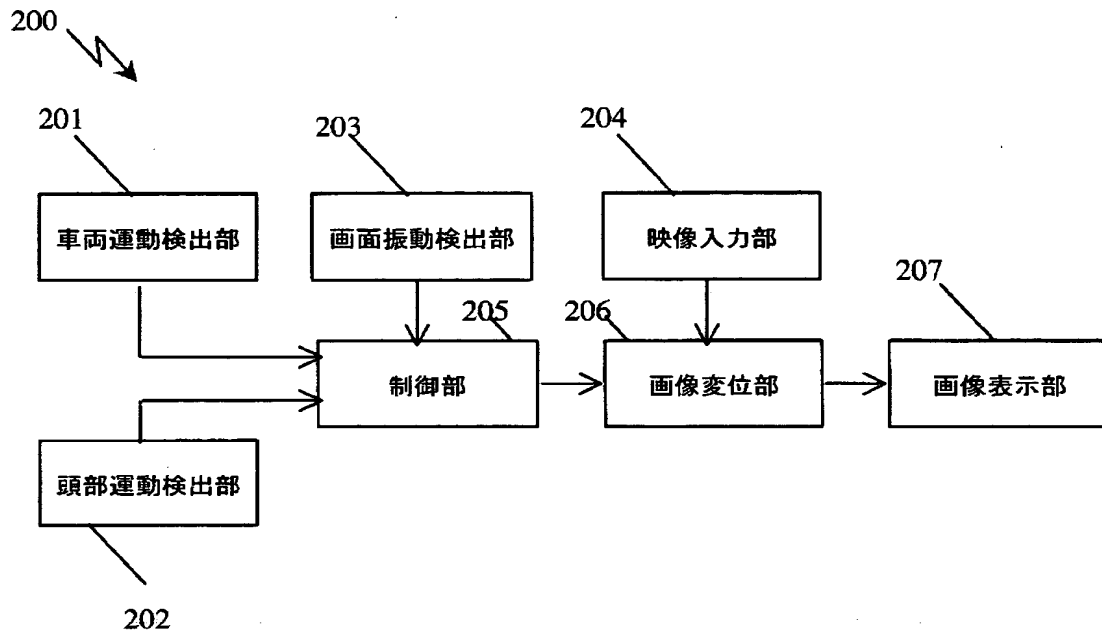 200
201
203
204
車両運動検出部
画面振動検出部
映像入力部
207
205
206
制御部
画像変位部
画像表示部
頭部運動検出部
202